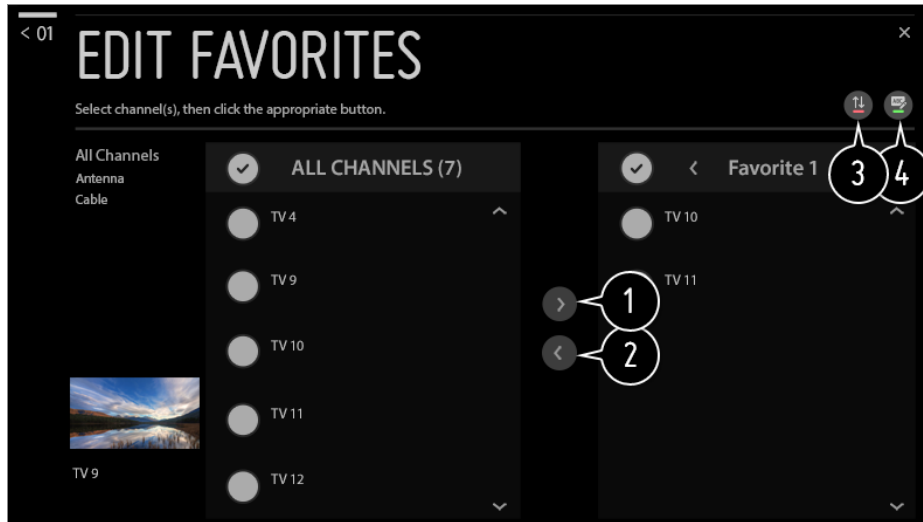 < 01
EDIT FAVORITES
Select channel(s), then click the appropriate button.
3
4
All Channels
Antenna
Cable
TV 9
ALL CHANNELS (7)
TV 4
TV 9
TV 10
TV 11
TV 12
1
2
Favorite 1
TV 10
TV 11